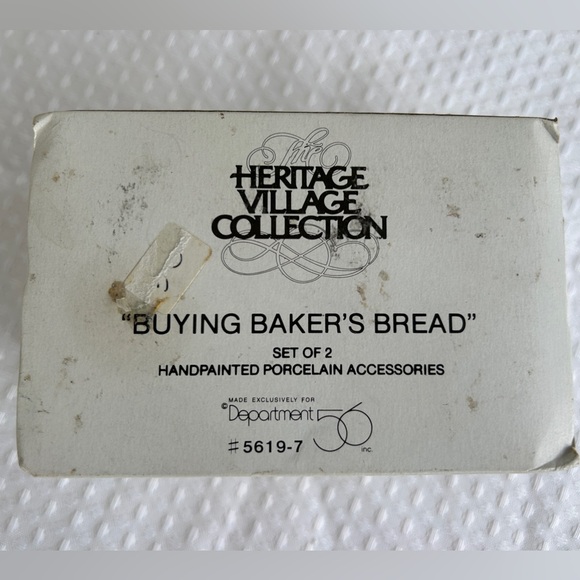 The
HERITAGE
VILLAGE
COLLECTION
"BUYING BAKER'S BREAD"
SET OF 2
HANDPAINTED PORCELAIN ACCESSORIES
MADE EXCLUSIVELY FOR
©Department 56 inc.
#5619-7